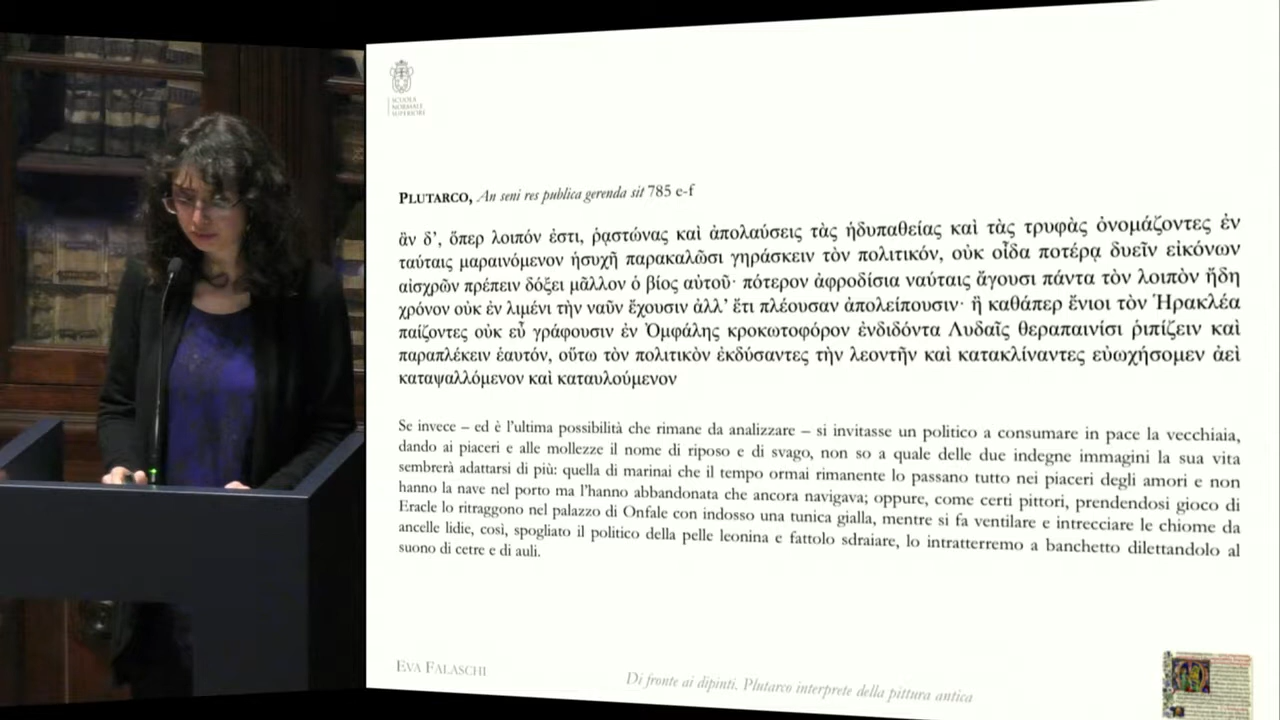 SCUOLA
NORMALE
SUPERIORE
PLUTARCO, An seni res publica gerenda sit 785 e-f
ἂν δ’, ὅπερ λοιπόν ἐστι, ῥᾳστώνας καὶ ἀπολαύσεις τὰς ἡδυπαθείας καὶ τὰς τρυφὰς ὀνομάζοντες ἐν
ταύταις μαραινόμενον ἡσυχῆ παρακαλῶσι γηράσκειν τὸν πολιτικόν, οὐκ οἶδα ποτέρᾳ δυεῖν εἰκόνων
αἰσχρῶν πρέπειν δόξει μᾶλλον ὁ βίος αὐτοῦ· πότερον ἀφροδίσια ναύταις ἄγουσι πάντα τὸν λοιπὸν ἤδη
χρόνον οὐκ ἐν λιμένι τὴν ναῦν ἔχουσιν ἀλλ’ ἔτι πλέουσαν ἀπολείπουσιν· ἢ καθάπερ ἔνιοι τὸν Ἡρακλέα
παίζοντες οὐκ εὖ γράφουσιν ἐν Ὀμφάλης κροκωτοφόρον ἐνδιδόντα Λυδαῖς θεραπαινίσι ῥιπίζειν καὶ
παραπλέκειν ἑαυτόν, οὕτω τὸν πολιτικὸν ἐκδύσαντες τὴν λεοντῆν καὶ κατακλίναντες εὐωχήσομεν ἀεὶ
καταψαλλόμενον καὶ καταυλούμενον
Se invece – ed è l’ultima possibilità che rimane da analizzare – si invitasse un politico a consumare in pace la vecchiaia,
dando ai piaceri e alle mollezze il nome di riposo e di svago, non so a quale delle due indegne immagini la sua vita
sembrerà adattarsi di più: quella di marinai che il tempo ormai rimanente lo passano tutto nei piaceri degli amori e non
hanno la nave nel porto ma l’hanno abbandonata che ancora navigava; oppure, come certi pittori, prendendosi gioco di
Eracle lo ritraggono nel palazzo di Onfale con indosso una tunica gialla, mentre si fa ventilare e intrecciare le chiome da
ancelle lidie, così, spogliato il politico della pelle leonina e fattolo sdraiare, lo intratterremo a banchetto dilettandolo al
suono di cetre e di auli.
EVA FALASCHI
Di fronte ai dipinti. Plutarco interprete della pittura antica